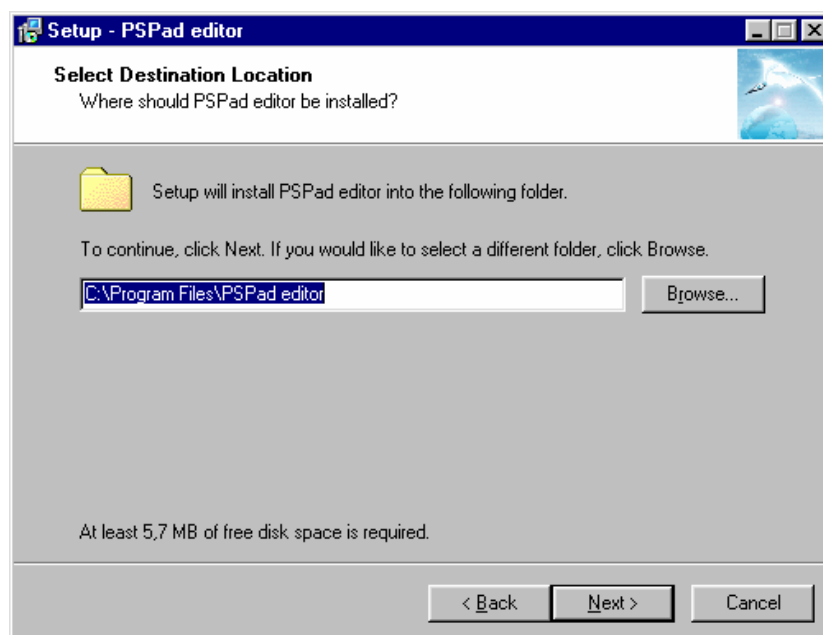 Setup - PSPad editor
Select Destination Location
Where should PSPad editor be installed?
Setup will install PSPad editor into the following folder.
To continue, click Next. If you would like to select a different folder, click Browse.
C:\Program Files\PSPad editor
Browse...
At least 5,7 MB of free disk space is required.
< Back
Next >
Cancel